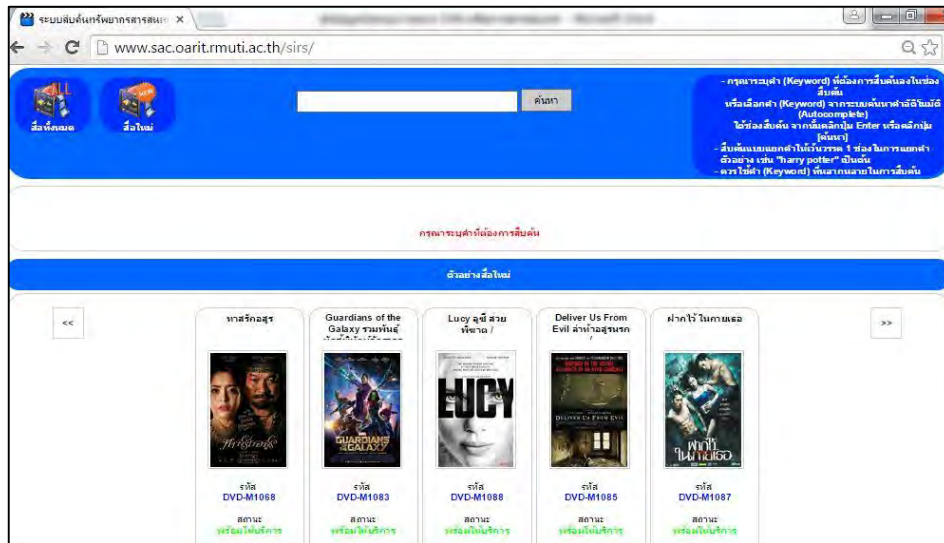 ระบบสืบค้นทรัพยากรสารสนเ
www.sac.oarit.rmuti.ac.th/sirs/
ALL
สื่อทั้งหมด
NEW
สื่อใหม่
ค้นหา
- กรุณาระบุคำ (Keyword) ที่ต้องการสืบค้นลงในช่อง
สืบค้น
หรือเลือกคำ (Keyword) จากระบบค้นหาคำอัตโนมัติ
(Autocomplete)
ใต้ช่องสืบค้น จากนั้นคลิกปุ่ม Enter หรือคลิกปุ่ม
[ค้นหา]
- สืบค้นแบบแยกคำให้เว้นวรรค 1 ช่องในการแยกคำ
ตัวอย่าง เช่น "harry potter" เป็นต้น
- ควรใช้คำ (Keyword) ที่หลากหลายในการสืบค้น
กรุณาระบุคำที่ต้องการสืบค้น
ตัวอย่างสื่อใหม่
<<
ทาสรักอสูร
Guardians of the
Galaxy รวมพันธุ์
Lucy ลูซี่ สวย
พิฆาต /
Deliver Us From
Evil ล่าท้าอสูรนรก
/
ฝากไว้ ในกายเธอ
>>
ทาสรักอสูร
GUARDIANS
OF THE
GALAXY
LUCY
DELIVER US FROM EVIL
ฝากไว้
ในกายเธอ
รหัส
DVD-M1068
สถานะ
พร้อมให้บริการ
รหัส
DVD-M1083
สถานะ
พร้อมให้บริการ
รหัส
DVD-M1088
สถานะ
พร้อมให้บริการ
รหัส
DVD-M1085
สถานะ
พร้อมให้บริการ
รหัส
DVD-M1087
สถานะ
พร้อมให้บริการ